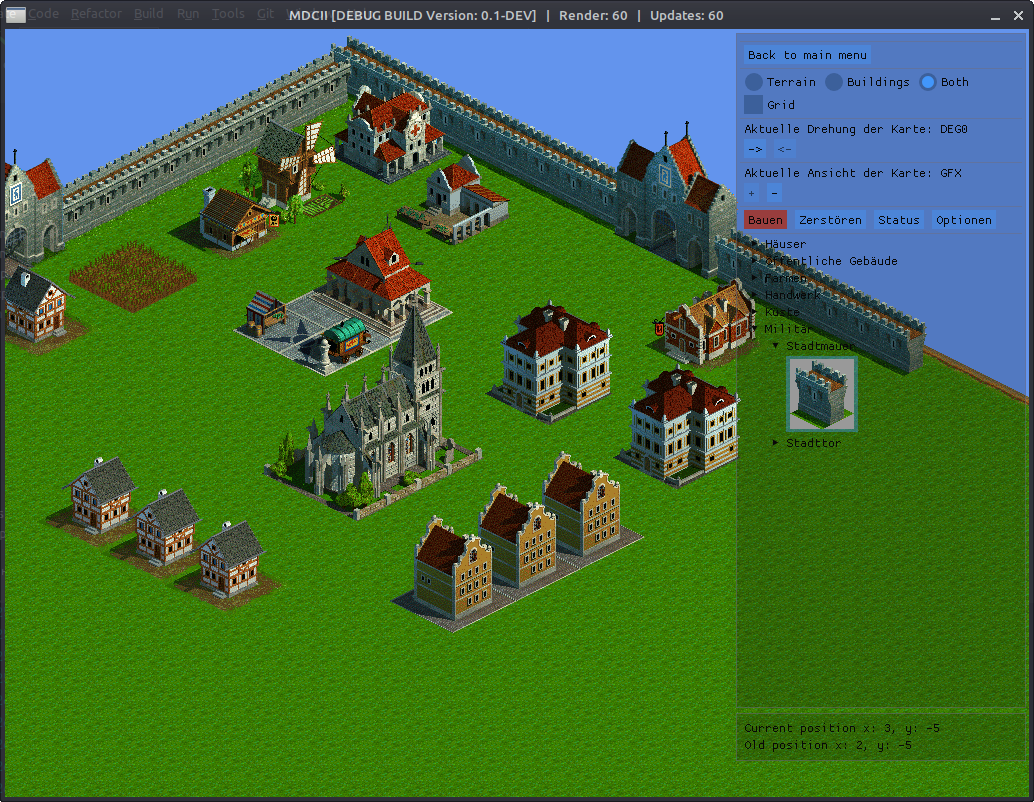 Code Refactor Build Run Tools Git
MDCII [DEBUG BUILD Version: 0.1-DEV] | Render: 60 | Updates: 60
Back to main menu
Terrain Buildings Both
Grid
Aktuelle Drehung der Karte: DEG0
-> <-
Aktuelle Ansicht der Karte: GFX
+ -
Bauen Zerstören Status Optionen
Häuser
Öffentliche Gebäude
Farmen
Handwerk
Küste
Militär
Stadtmauer
Stadttor
Current position x: 3, y: -5
Old position x: 2, y: -5